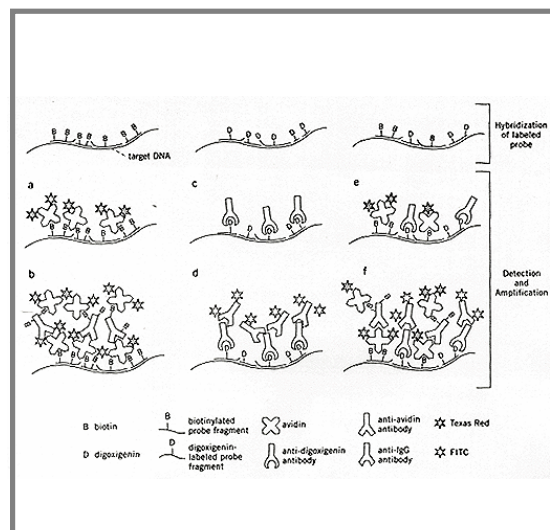 B B B B B B B
D D D D D D
B B D B D D
target DNA
Hybridization
of labeled
probe
a
c
e
b
d
f
Detection
and
Amplification
B biotin
B
biotinylated
probe fragment
avidin
anti-avidin
antibody
Texas Red
D digoxigenin
D
digoxigenin-
labeled probe
fragment
anti-digoxigenin
antibody
anti-IgG
antibody
FITC